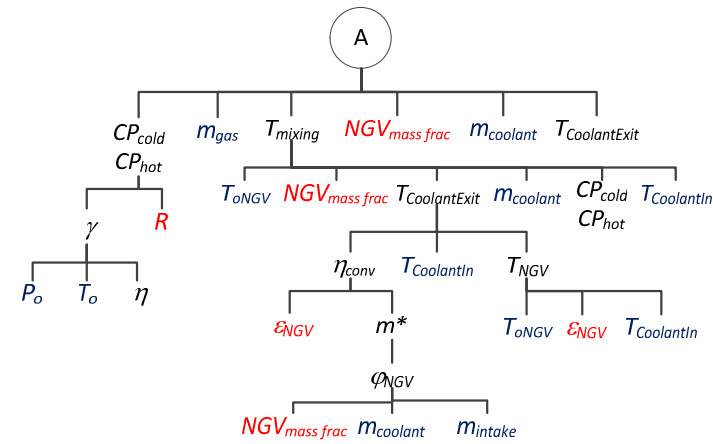 A
CPcold
CPhot
mgas
Tmixing
NGVmass frac
mcoolant
TCoolantExit
ToNGV
NGVmass frac
TCoolantExit
mcoolant
CPcold
CPhot
TCoolantIn
γ
R
Po
To
η
ηconv
TCoolantIn
TNGV
εNGV
m*
ToNGV
εNGV
TCoolantIn
φNGV
NGVmass frac
mcoolant
mintake